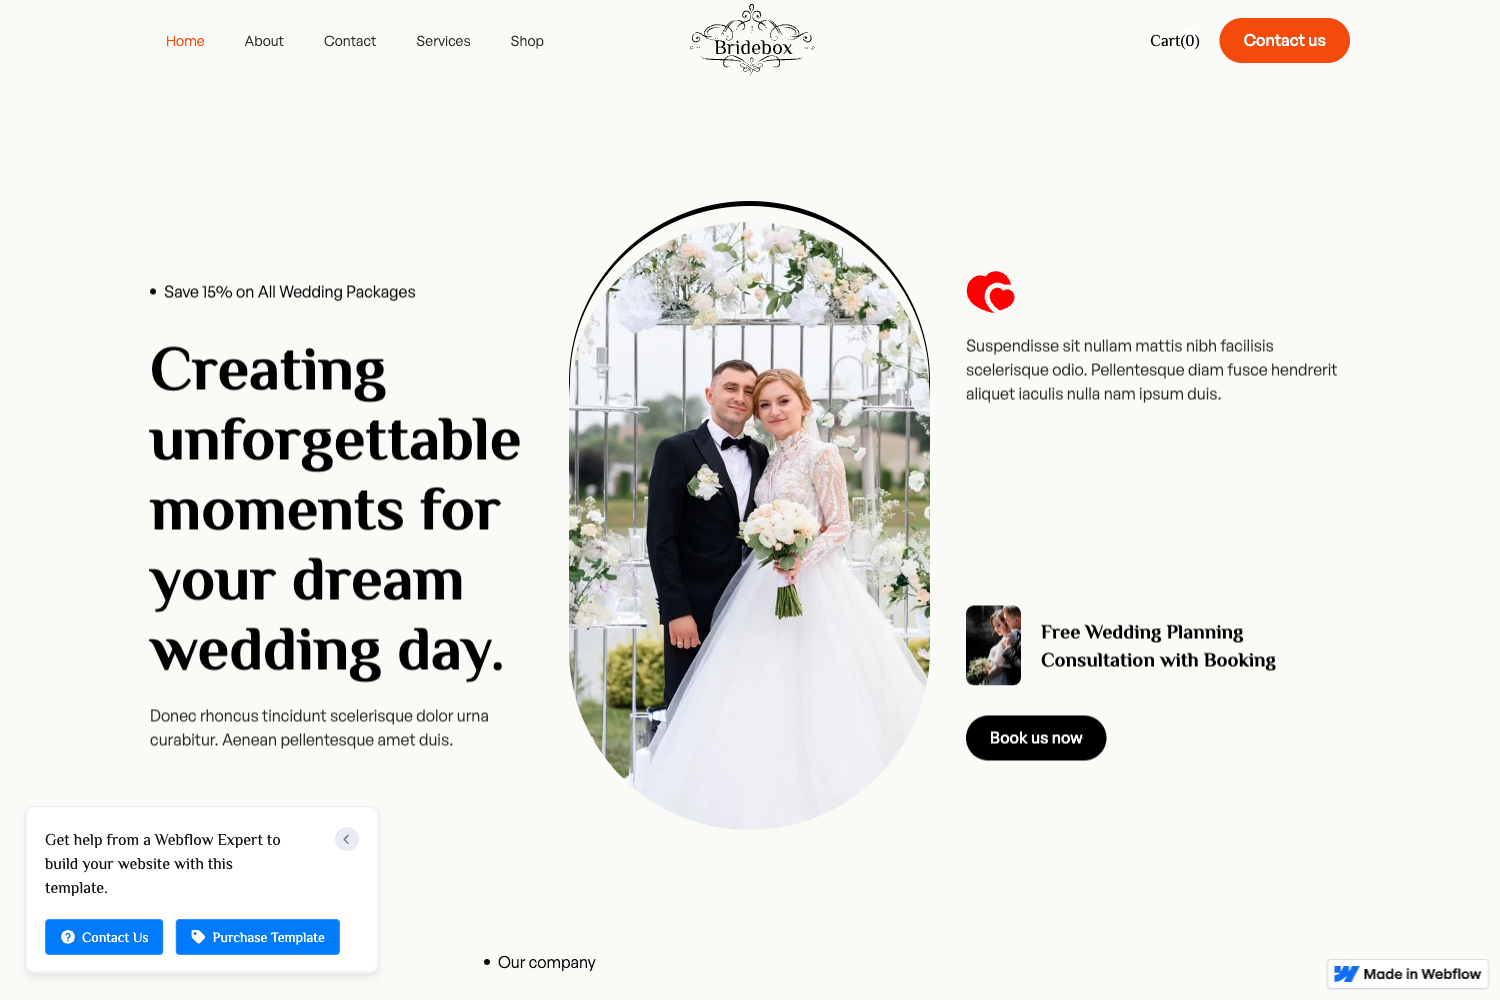 Home
About
Contact
Services
Shop
Bridebox
Cart(0)
Contact us
Save 15% on All Wedding Packages
Creating
unforgettable
moments for
your dream
wedding day.
Donec rhoncus tincidunt scelerisque dolor urna
curabitur. Aenean pellentesque amet duis.
Suspendisse sit nullam mattis nibh facilisis
scelerisque odio. Pellentesque diam fusce hendrerit
aliquet iaculis nulla nam ipsum duis.
Free Wedding Planning
Consultation with Booking
Book us now
Get help from a Webflow Expert to
build your website with this
template.
Contact Us
Purchase Template
Our company
Made in Webflow